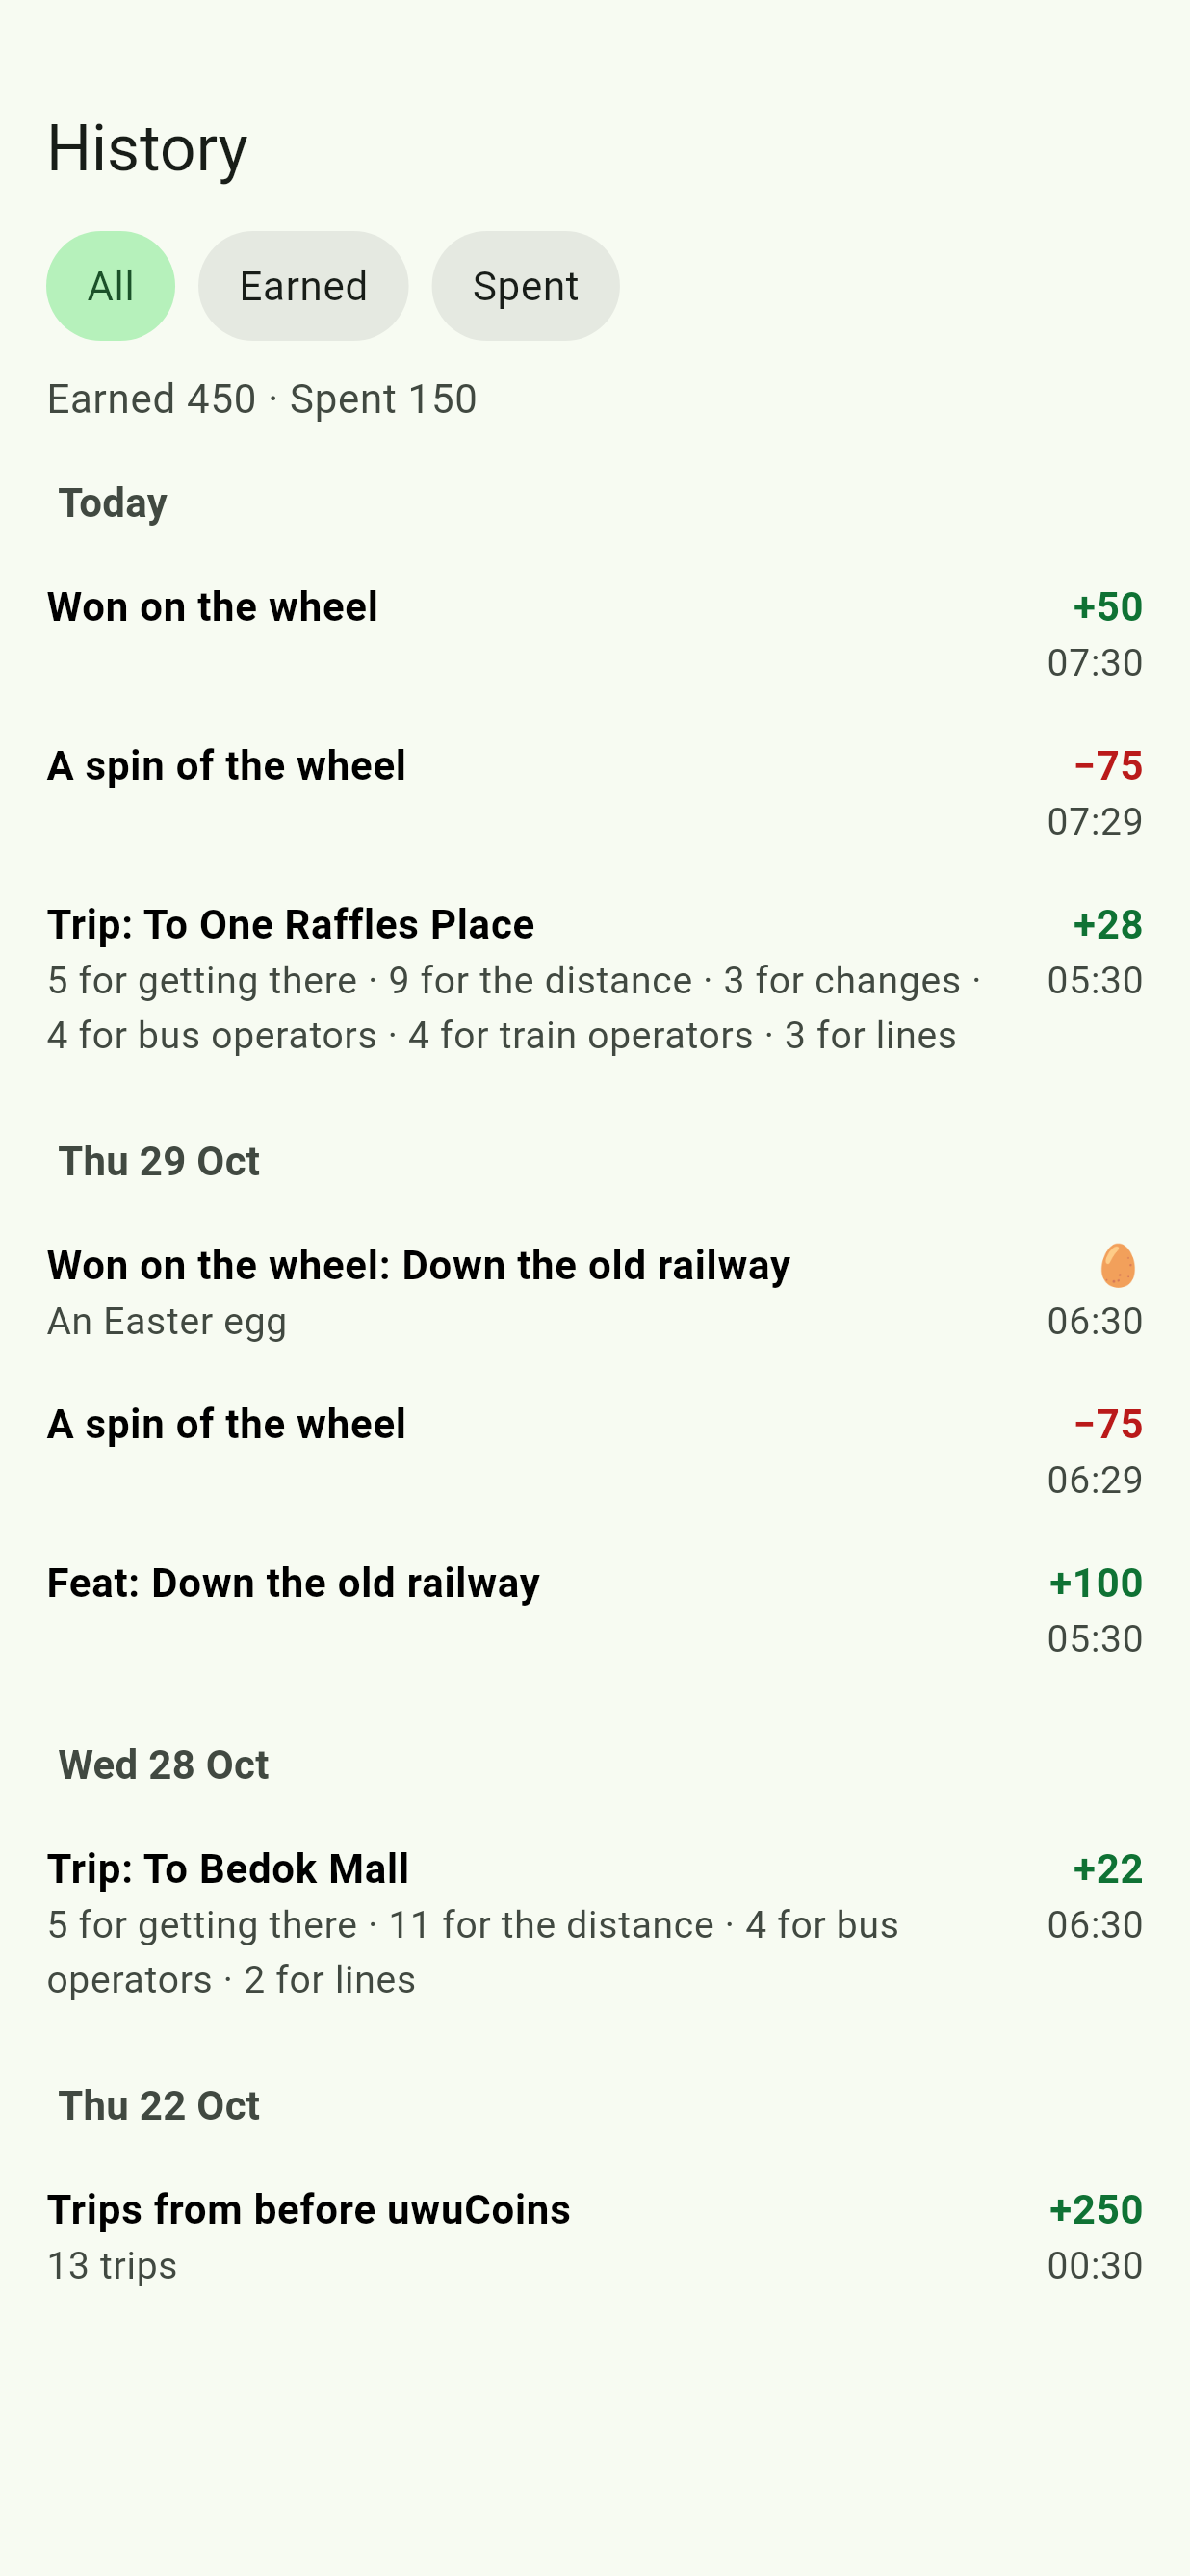 History
All
Earned
Spent
Earned 450 · Spent 150
Today
Won on the wheel
+50
07:30
A spin of the wheel
−75
07:29
Trip: To One Raffles Place
+28
5 for getting there · 9 for the distance · 3 for changes ·
05:30
4 for bus operators · 4 for train operators · 3 for lines
Thu 29 Oct
Won on the wheel: Down the old railway
An Easter egg
06:30
A spin of the wheel
−75
06:29
Feat: Down the old railway
+100
05:30
Wed 28 Oct
Trip: To Bedok Mall
+22
5 for getting there · 11 for the distance · 4 for bus
06:30
operators · 2 for lines
Thu 22 Oct
Trips from before uwuCoins
+250
13 trips
00:30